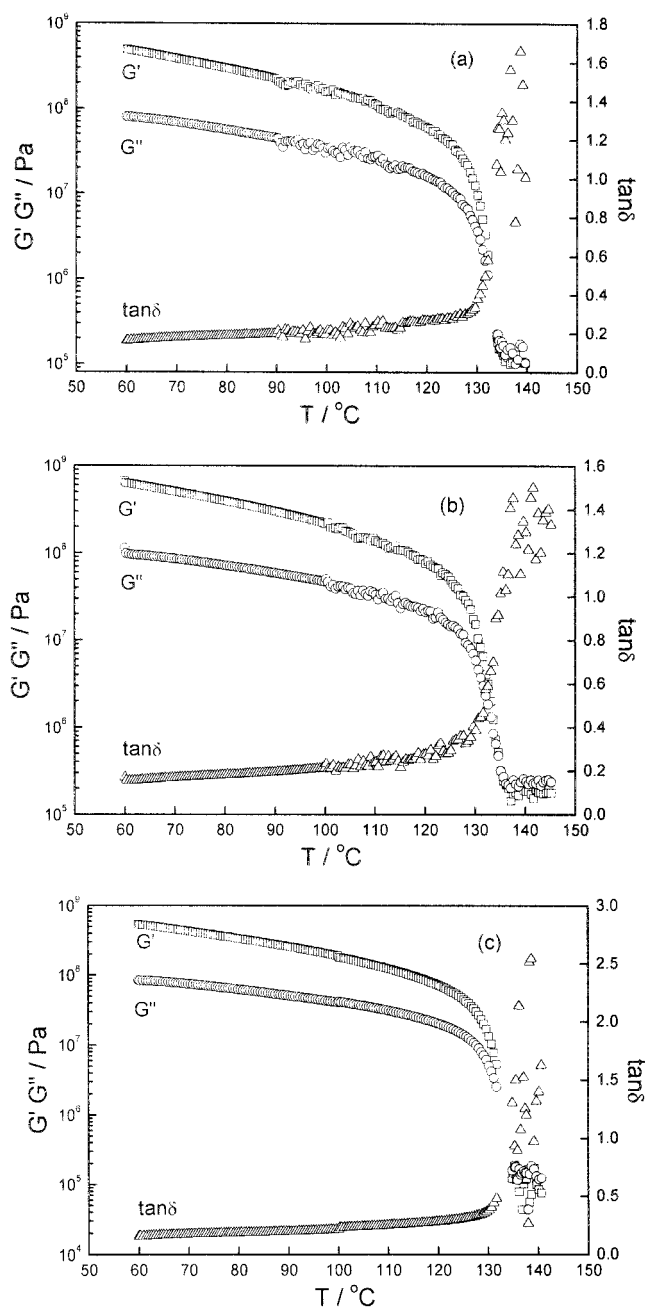 (a)
G' G" / Pa
10⁹
10⁸
10⁷
10⁶
10⁵
G'
G"
tanδ
1.8
1.6
1.4
1.2
1.0
0.8
0.6
0.4
0.2
0.0
tanδ
50 60 70 80 90 100 110 120 130 140 150
T / °C
(b)
G' G" / Pa
10⁹
10⁸
10⁷
10⁶
10⁵
G'
G"
tanδ
1.6
1.4
1.2
1.0
0.8
0.6
0.4
0.2
0.0
tanδ
50 60 70 80 90 100 110 120 130 140 150
T / °C
(c)
G' G" / Pa
10⁹
10⁸
10⁷
10⁶
10⁵
10⁴
G'
G"
tanδ
3.0
2.5
2.0
1.5
1.0
0.5
0.0
tanδ
50 60 70 80 90 100 110 120 130 140 150
T / °C